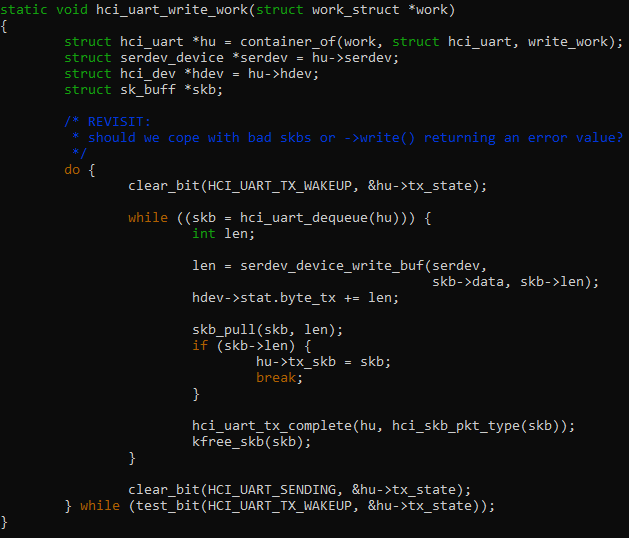 static void hci_uart_write_work(struct work_struct *work)
{
        struct hci_uart *hu = container_of(work, struct hci_uart, write_work);
        struct serdev_device *serdev = hu->serdev;
        struct hci_dev *hdev = hu->hdev;
        struct sk_buff *skb;

        /* REVISIT:
         * should we cope with bad skbs or ->write() returning an error value?
         */
        do {
                clear_bit(HCI_UART_TX_WAKEUP, &hu->tx_state);

                while ((skb = hci_uart_dequeue(hu))) {
                        int len;

                        len = serdev_device_write_buf(serdev,
                                                      skb->data, skb->len);
                        hdev->stat.byte_tx += len;

                        skb_pull(skb, len);
                        if (skb->len) {
                                hu->tx_skb = skb;
                                break;
                        }

                        hci_uart_tx_complete(hu, hci_skb_pkt_type(skb));
                        kfree_skb(skb);
                }

                clear_bit(HCI_UART_SENDING, &hu->tx_state);
        } while (test_bit(HCI_UART_TX_WAKEUP, &hu->tx_state));
}